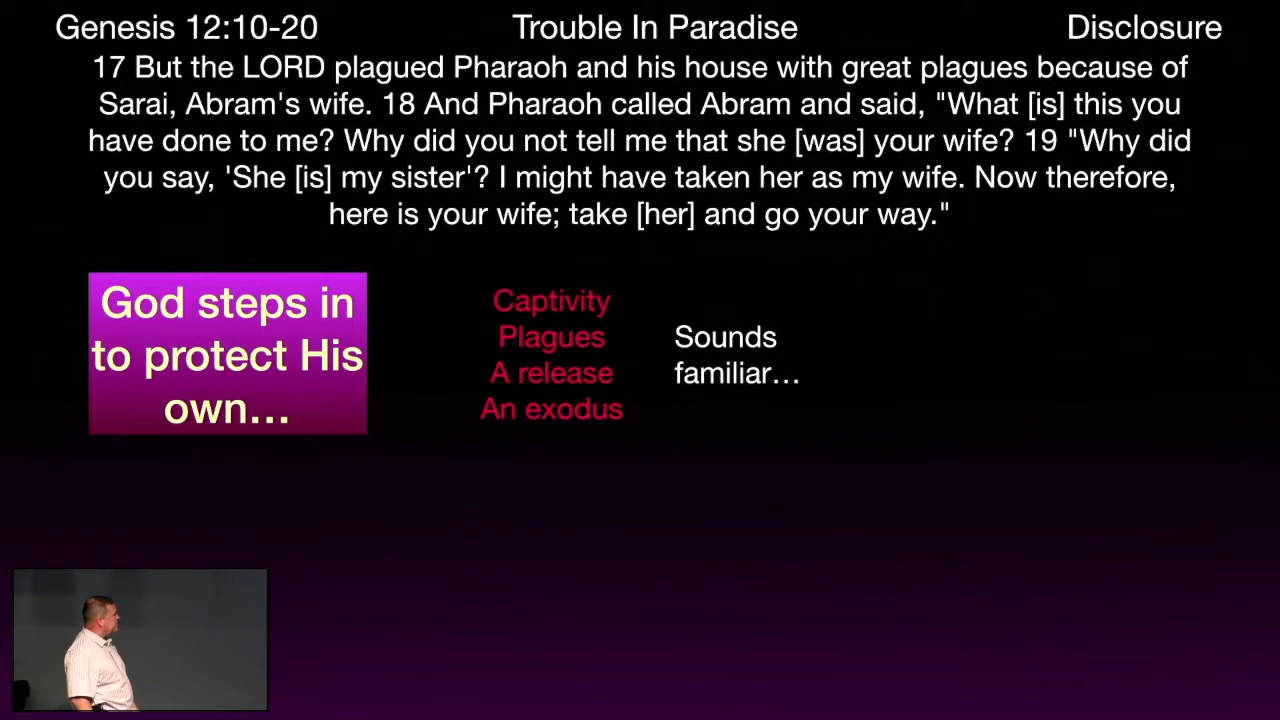 Genesis 12:10-20 Trouble In Paradise Disclosure
17 But the LORD plagued Pharaoh and his house with great plagues because of
Sarai, Abram's wife. 18 And Pharaoh called Abram and said, "What [is] this you
have done to me? Why did you not tell me that she [was] your wife? 19 "Why did
you say, 'She [is] my sister'? I might have taken her as my wife. Now therefore,
here is your wife; take [her] and go your way."
God steps in
to protect His
own…
Captivity
Plagues
A release
An exodus
Sounds
familiar…